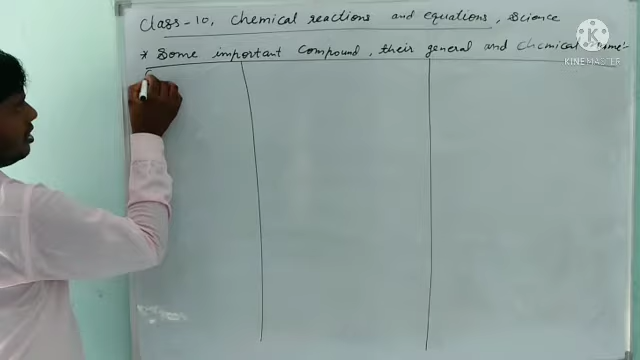 Class-10, Chemical reactions and equations, Science
* Some important compound, their general and chemical name:-
KINEMASTER